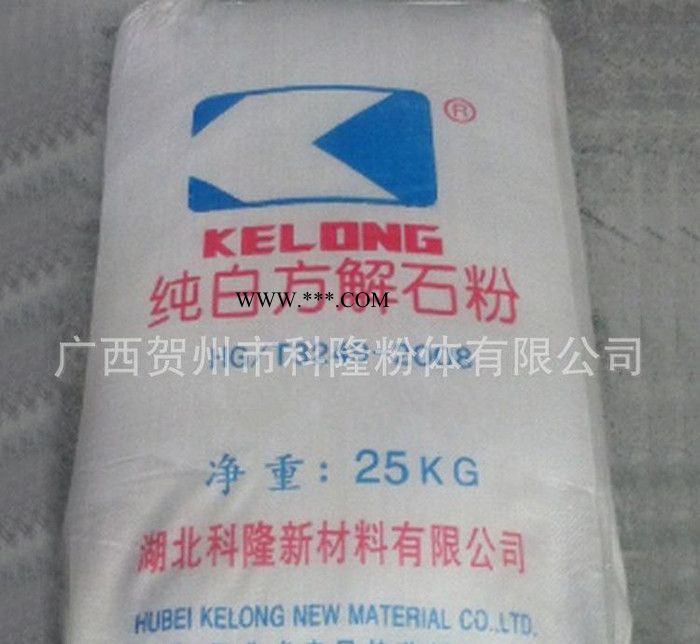 ®
KELONG
纯白方解石粉
WWW.***.COM
广西贺州市科隆粉体有限公司
净重: 25KG
湖北科隆新材料有限公司
HUBEI KELONG NEW MATERIAL CO.,LTD.